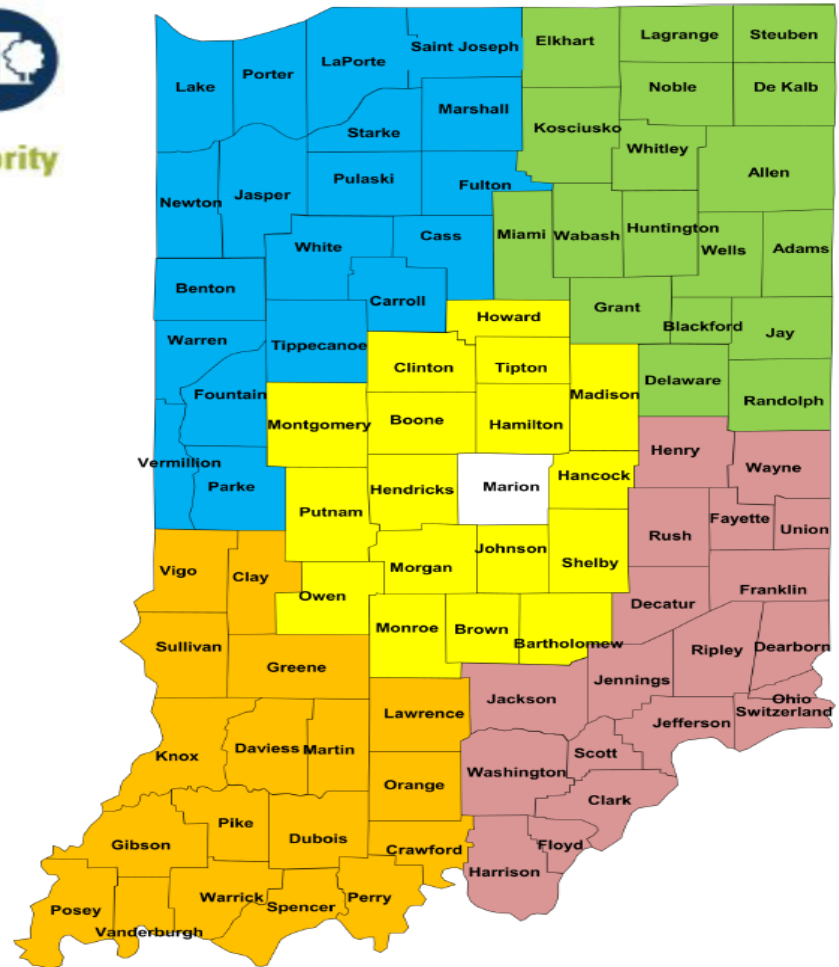 rity
Saint Joseph
Elkhart
Lagrange
Steuben
LaPorte
Porter
Lake
Noble
De Kalb
Marshall
Kosciusko
Starke
Whitley
Allen
Pulaski
Fulton
Newton
Jasper
Miami
Wabash
Huntington
Wells
Adams
White
Cass
Benton
Carroll
Grant
Howard
Blackford
Jay
Warren
Tippecanoe
Clinton
Tipton
Delaware
Randolph
Fountain
Madison
Montgomery
Boone
Hamilton
Henry
Wayne
Vermillion
Parke
Hendricks
Marion
Hancock
Putnam
Rush
Fayette
Union
Vigo
Clay
Morgan
Johnson
Shelby
Owen
Franklin
Decatur
Monroe
Brown
Bartholomew
Sullivan
Greene
Ripley
Dearborn
Jennings
Ohio
Switzerland
Jackson
Jefferson
Lawrence
Knox
Daviess
Martin
Scott
Washington
Orange
Clark
Pike
Dubois
Gibson
Crawford
Floyd
Harrison
Posey
Vanderburgh
Warrick
Spencer
Perry